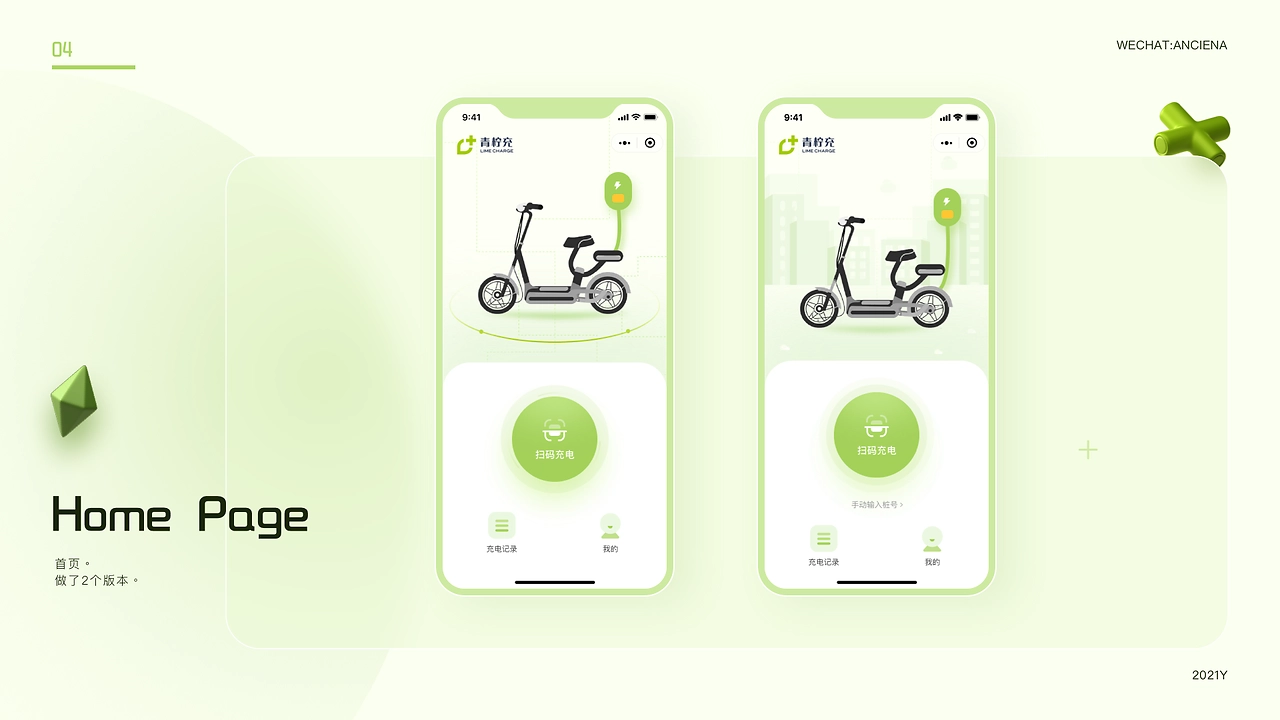 04
WECHAT:ANCIENA
9:41
青柠充
LIME CHARGE
扫码充电
充电记录
我的
9:41
青柠充
LIME CHARGE
扫码充电
手动输入桩号 >
充电记录
我的
Home Page
首页。
做了2个版本。
2021Y